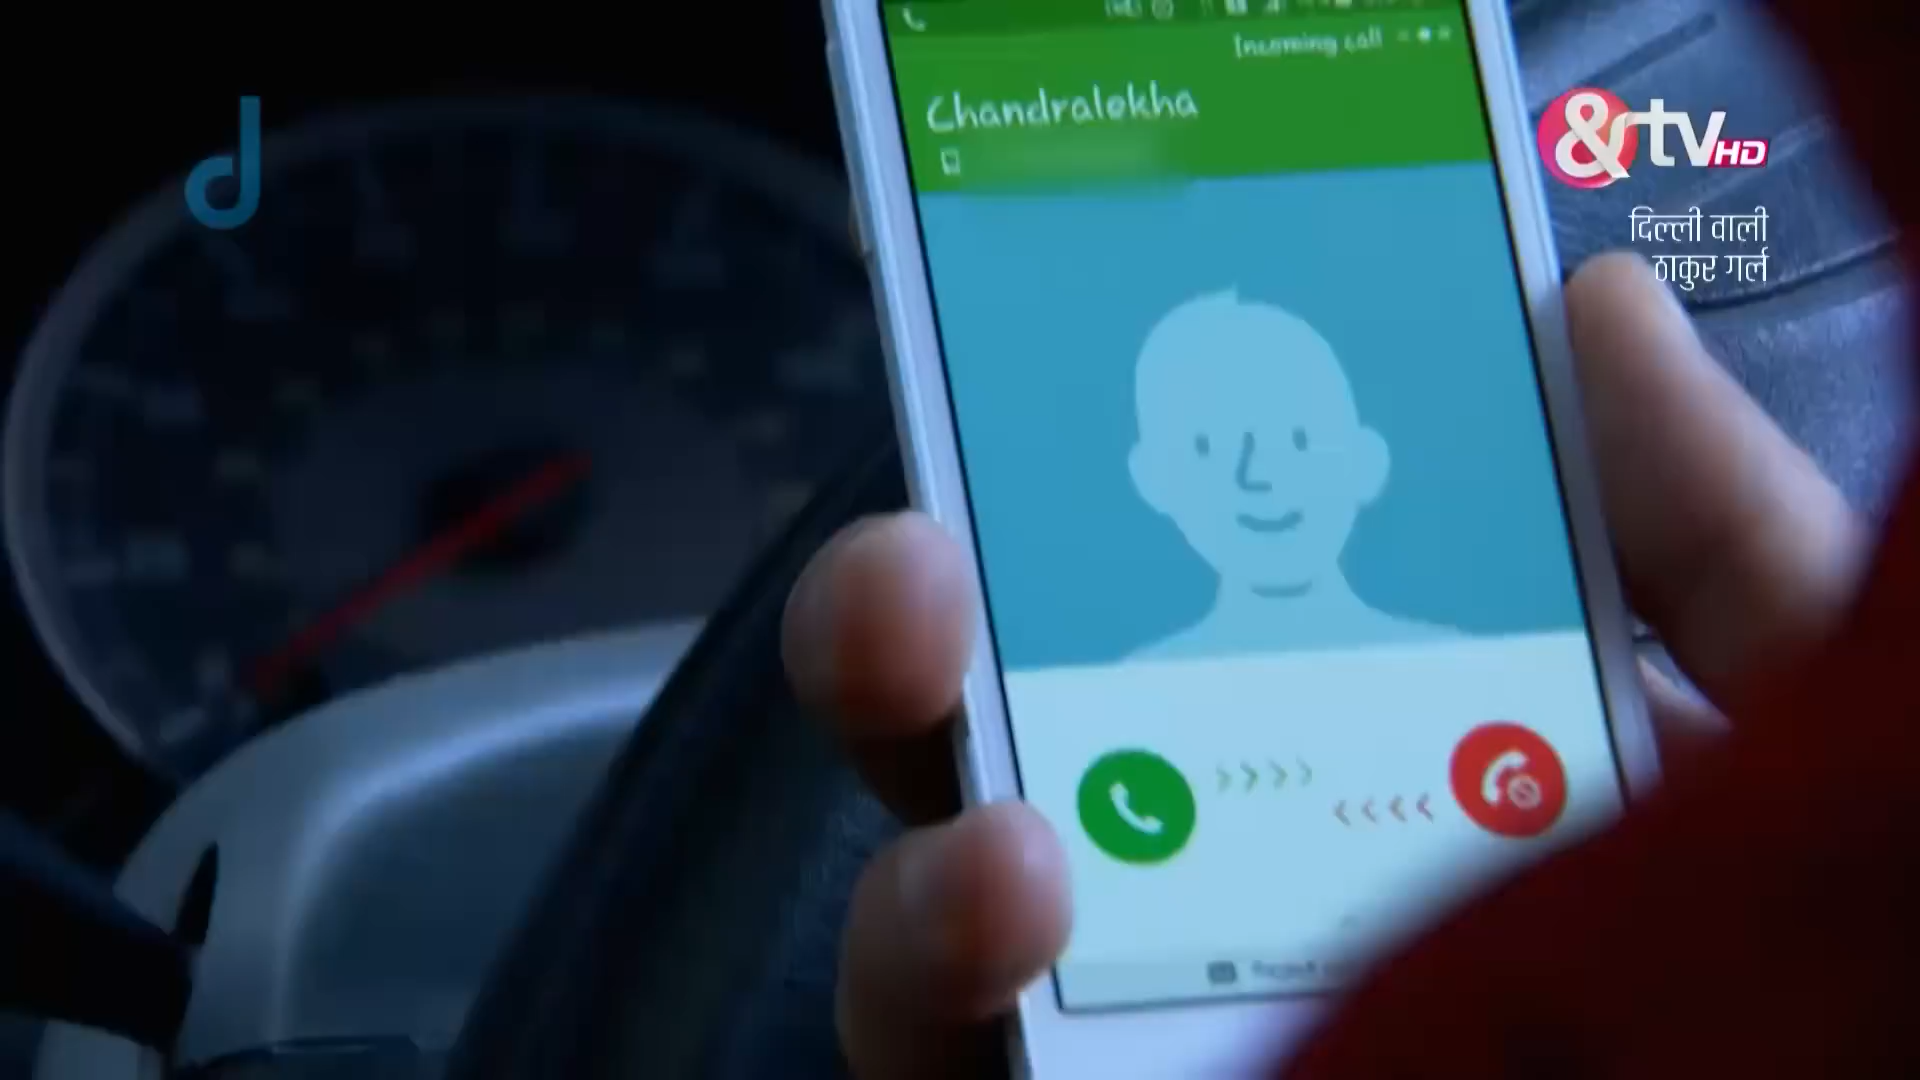 Incoming call
Chandralekha
&tv HD
दिल्ली वाली
ठाकुर गर्ल